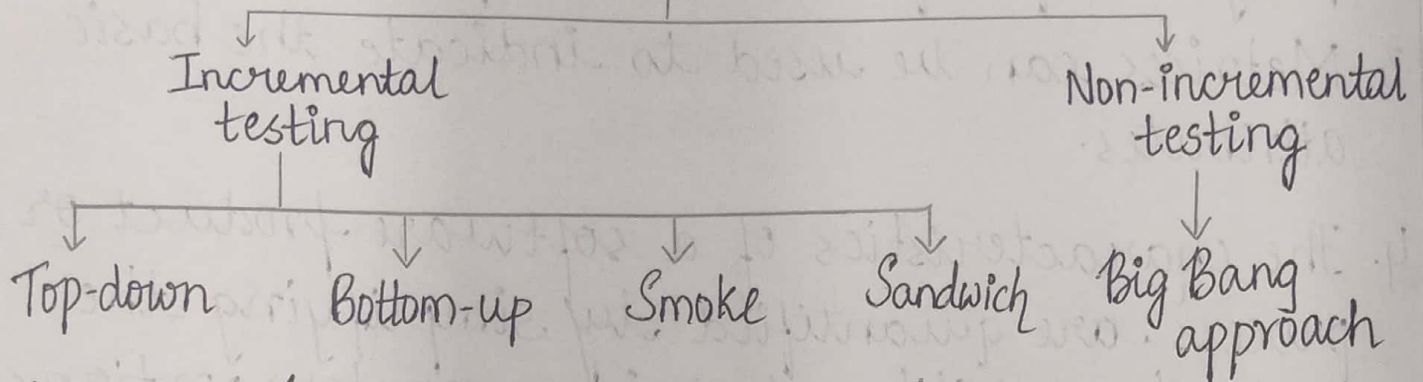 Incremental
testing
Non-incremental
testing
Top-down
Bottom-up
Smoke
Sandwich
Big Bang
approach